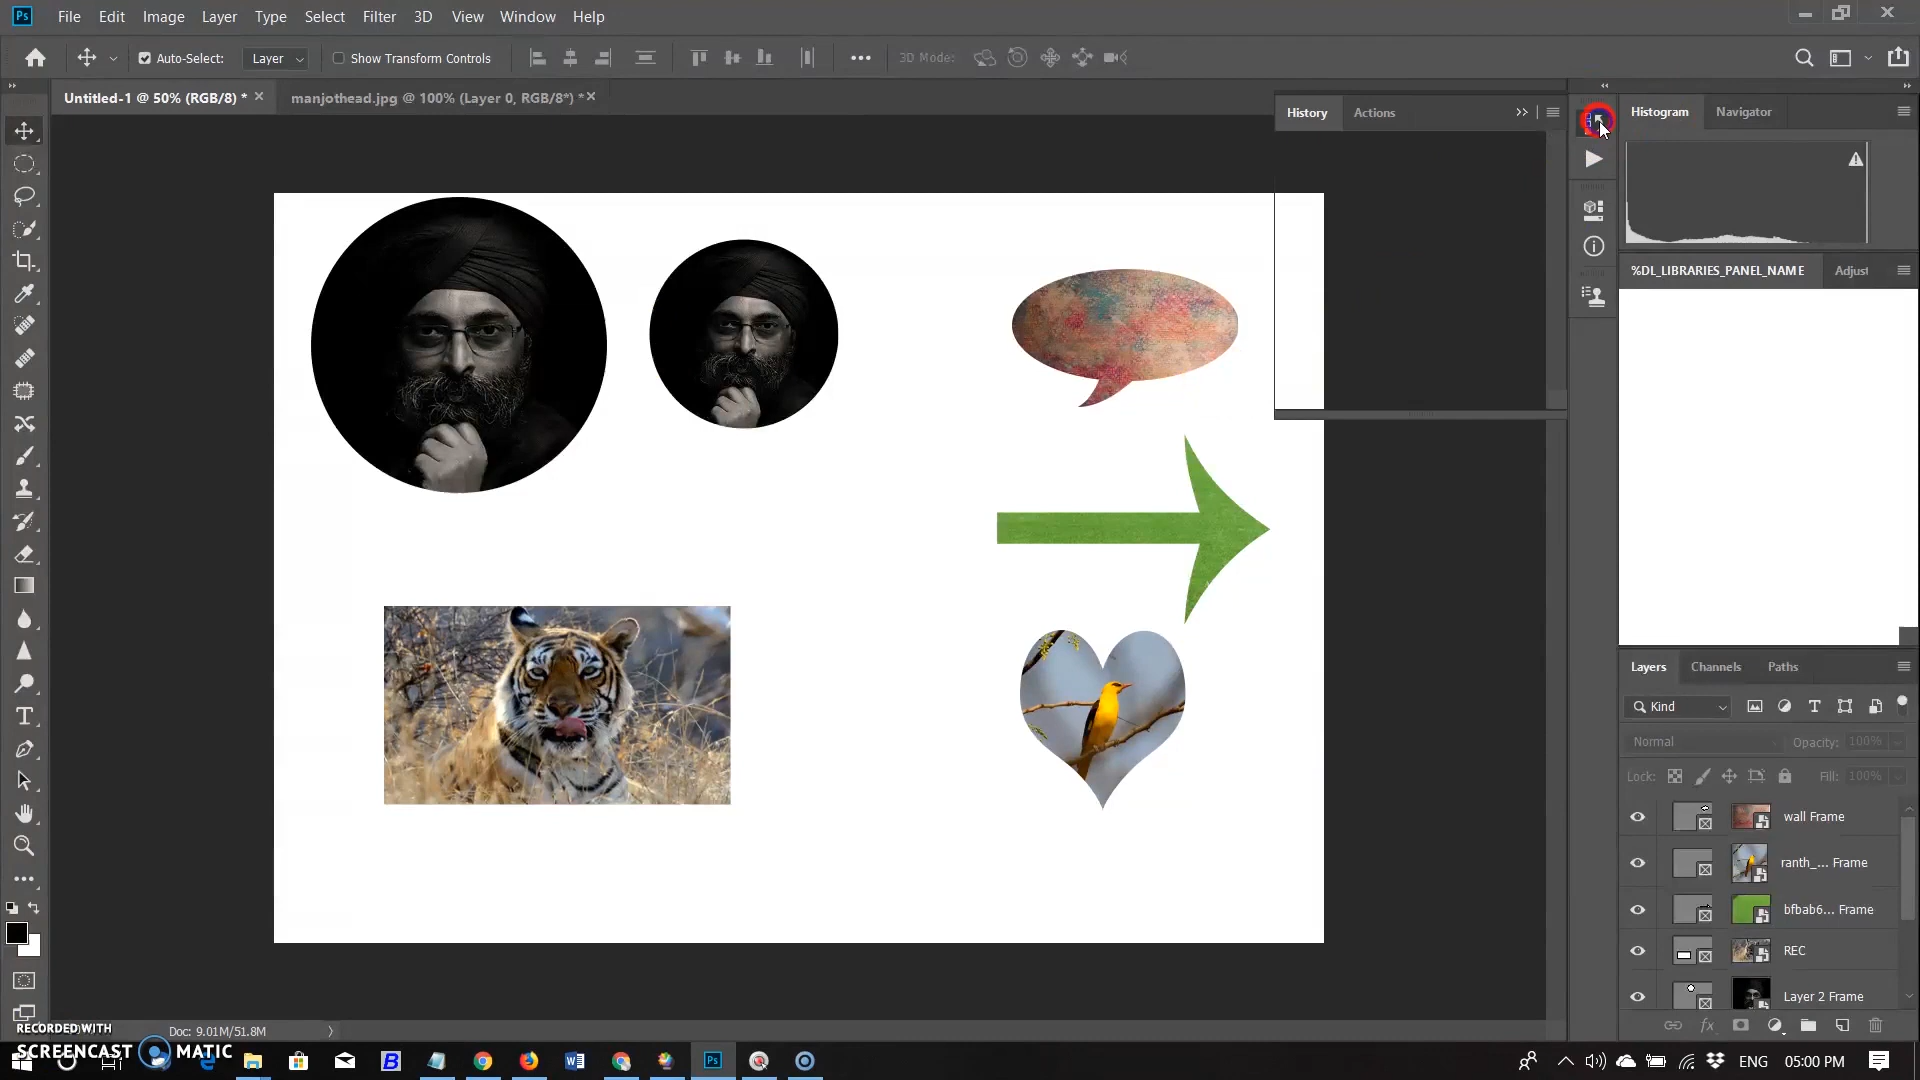 Ps File Edit Image Layer Type Select Filter 3D View Window Help
Auto-Select: Layer Show Transform Controls 3D Mode:
Untitled-1 @ 50% (RGB/8) * manjothead.jpg @ 100% (Layer 0, RGB/8*) *
History Actions
Histogram Navigator
%DL_LIBRARIES_PANEL_NAME Adjust
Layers Channels Paths
Kind
Normal Opacity: 100%
Lock: Fill: 100%
wall Frame
ranth_... Frame
bfbab6... Frame
REC
Layer 2 Frame
fx
Doc: 9.01M/51.8M
RECORDED WITH
SCREENCAST MATIC
ENG 05:00 PM